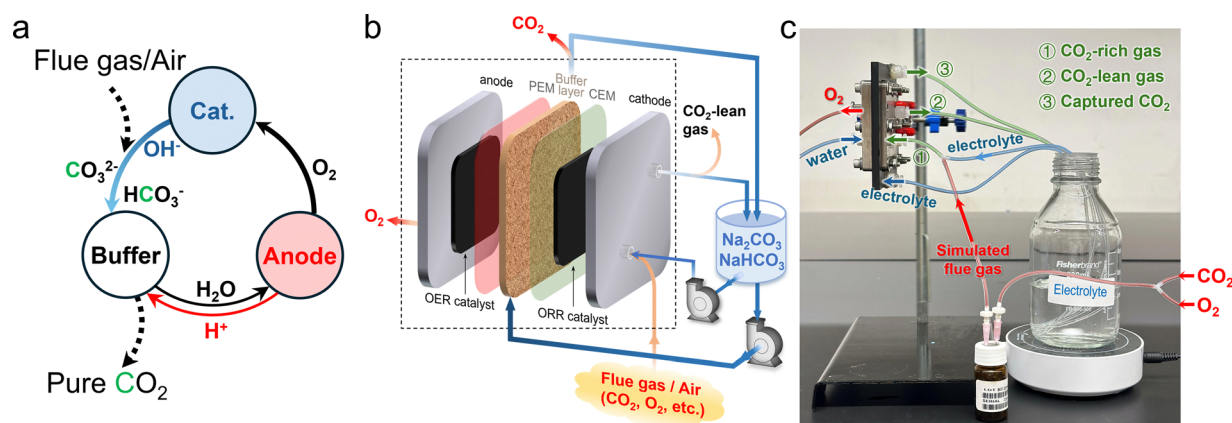 a
Flue gas/Air
Cat.
OH-
CO₃²⁻
HCO₃⁻
O₂
Buffer
Anode
H₂O
H⁺
Pure CO₂
b
CO₂
anode
PEM
Buffer
layer
CEM
cathode
CO₂-lean
gas
O₂
OER catalyst
ORR catalyst
Na₂CO₃
NaHCO₃
Flue gas / Air
(CO₂, O₂, etc.)
c
① CO₂-rich gas
② CO₂-lean gas
③ Captured CO₂
③
O₂
②
water
①
electrolyte
electrolyte
Simulated
flue gas
Fisherbrand
Electrolyte
CO₂
O₂